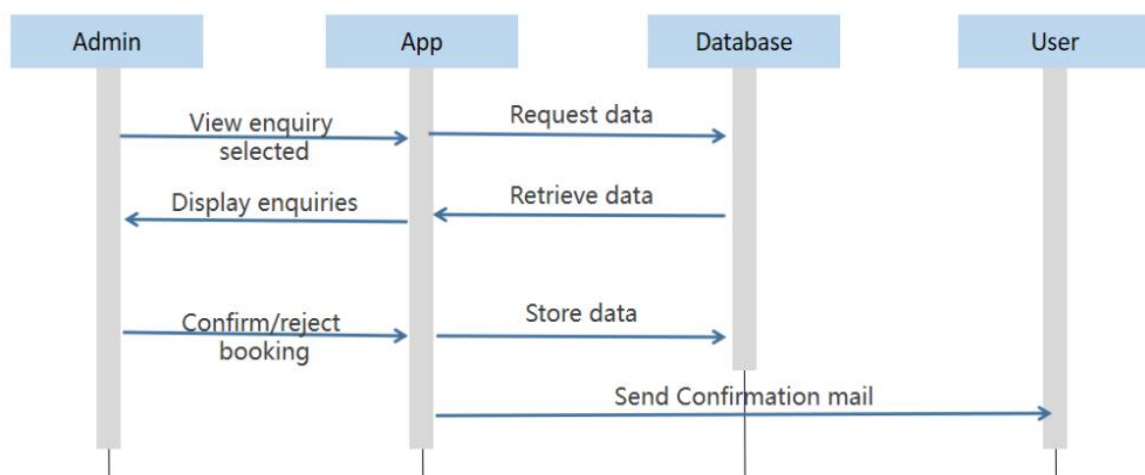 Admin
App
Database
User
View enquiry
selected
Request data
Display enquiries
Retrieve data
Confirm/reject
booking
Store data
Send Confirmation mail